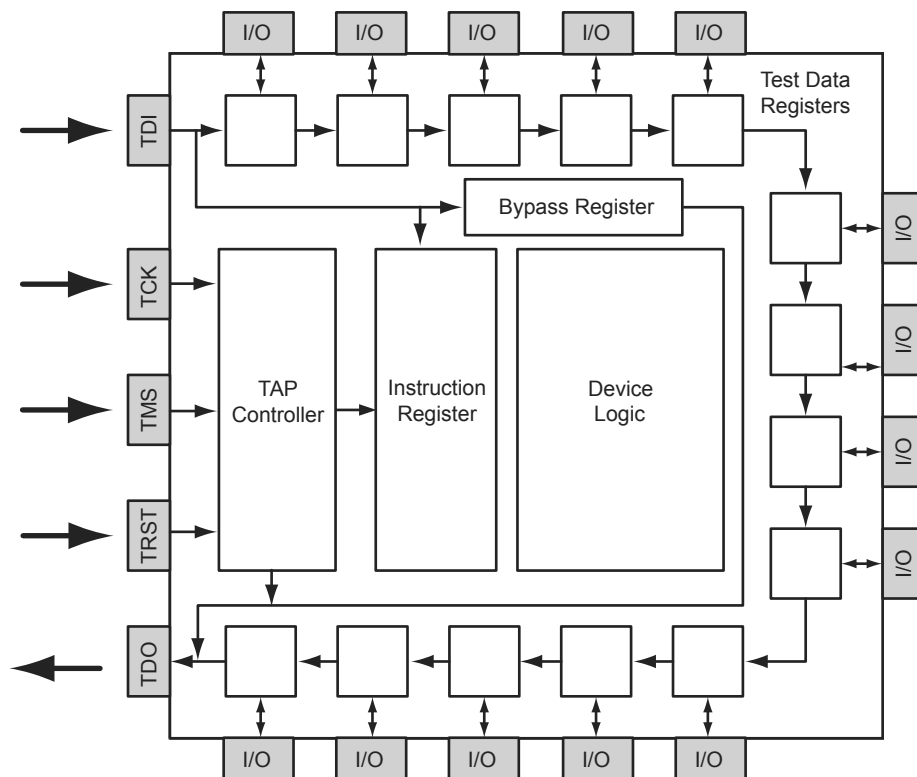 I/O
I/O
I/O
I/O
I/O
Test Data
Registers
TDI
Bypass Register
I/O
TCK
I/O
TAP
Controller
Instruction
Register
Device
Logic
TMS
I/O
TRST
I/O
TDO
I/O
I/O
I/O
I/O
I/O